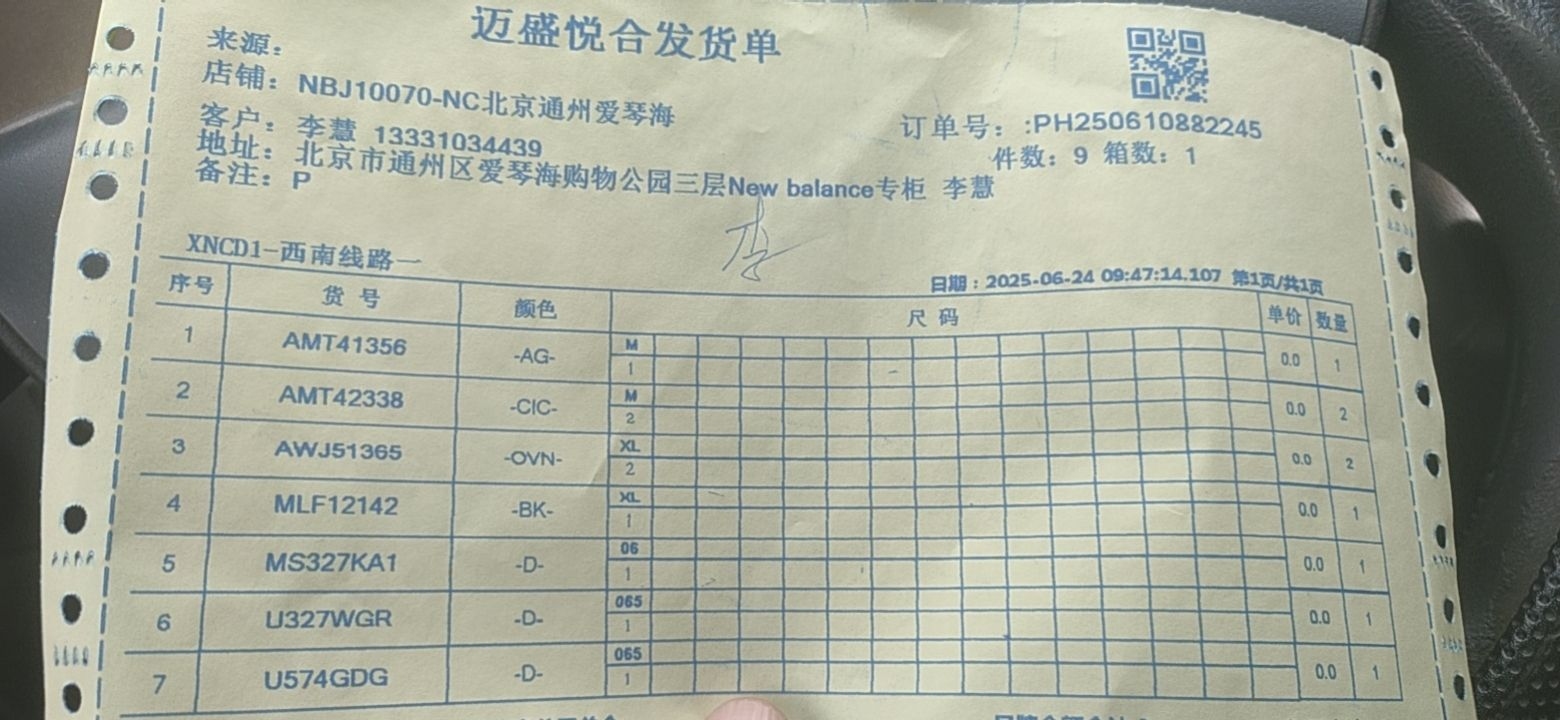 迈盛悦合发货单
来源：
店铺：NBJ10070-NC北京通州爱琴海
客户：李慧 13331034439
订单号：:PH250610882245
地址：北京市通州区爱琴海购物公园三层New balance专柜 李慧
件数：9 箱数：1
备注：P
XNCD1-西南线路一
日期：2025-06-24 09:47:14.107 第1页/共1页
序号 货号 颜色 尺码 单价 数量
1 AMT41356 -AG- M 0.0 1
1
2 AMT42338 -CIC- M 0.0 2
2
3 AWJ51365 -OVN- XL 0.0 2
2
4 MLF12142 -BK- XL 0.0 1
1
5 MS327KA1 -D- 06 0.0 1
1
6 U327WGR -D- 065 0.0 1
1
7 U574GDG -D- 065 0.0 1
1